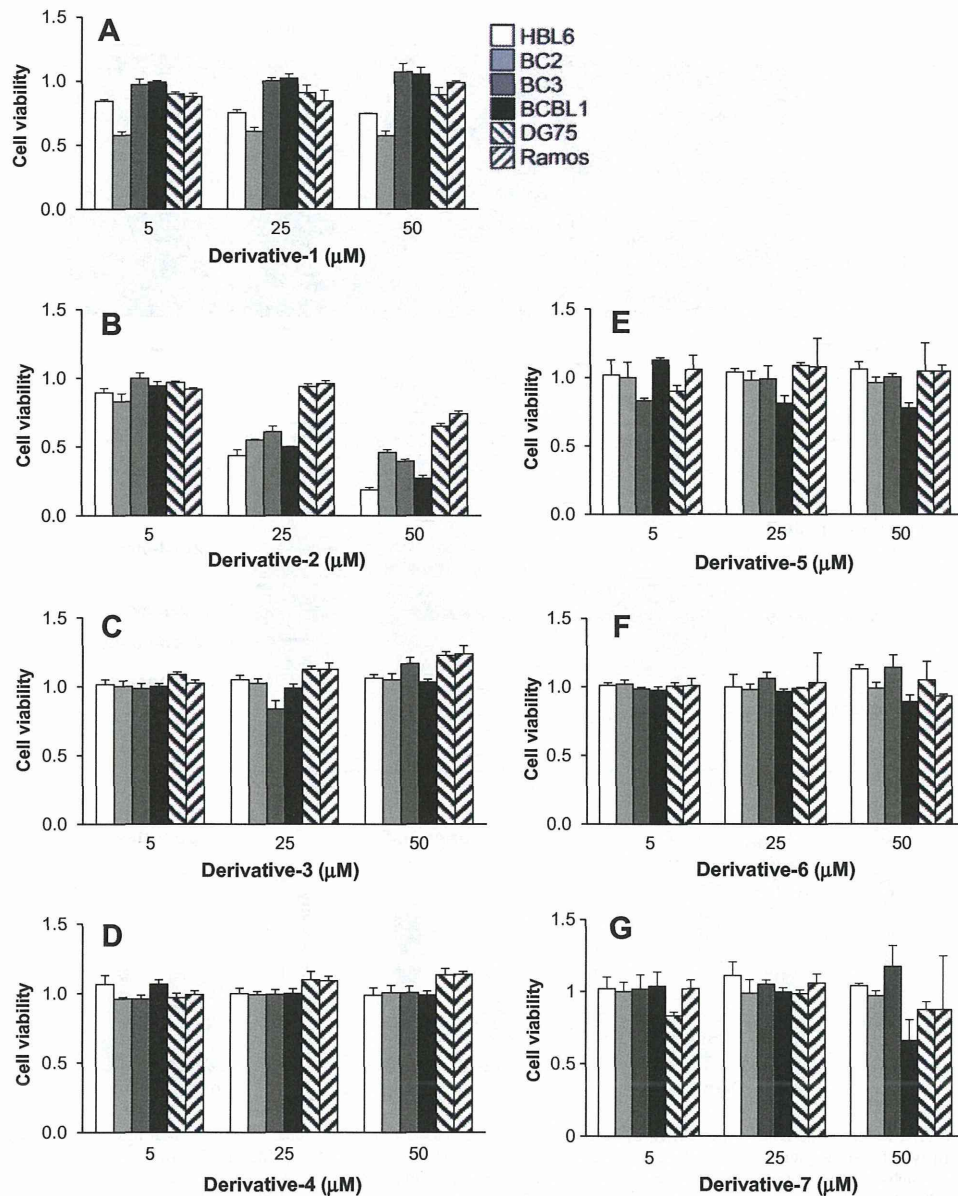 A
Cell viability
1.5
1.0
0.5
0.0
5 25 50
Derivative-1 (μM)
HBL6
BC2
BC3
BCBL1
DG75
Ramos
B
Cell viability
1.5
1.0
0.5
0.0
5 25 50
Derivative-2 (μM)
C
Cell viability
1.5
1.0
0.5
0.0
5 25 50
Derivative-3 (μM)
D
Cell viability
1.5
1.0
0.5
0.0
5 25 50
Derivative-4 (μM)
E
Cell viability
1.5
1.0
0.5
0
5 25 50
Derivative-5 (μM)
F
Cell viability
1.5
1.0
0.5
0.0
5 25 50
Derivative-6 (μM)
G
Cell viability
1.5
1.0
0.5
0
5 25 50
Derivative-7 (μM)